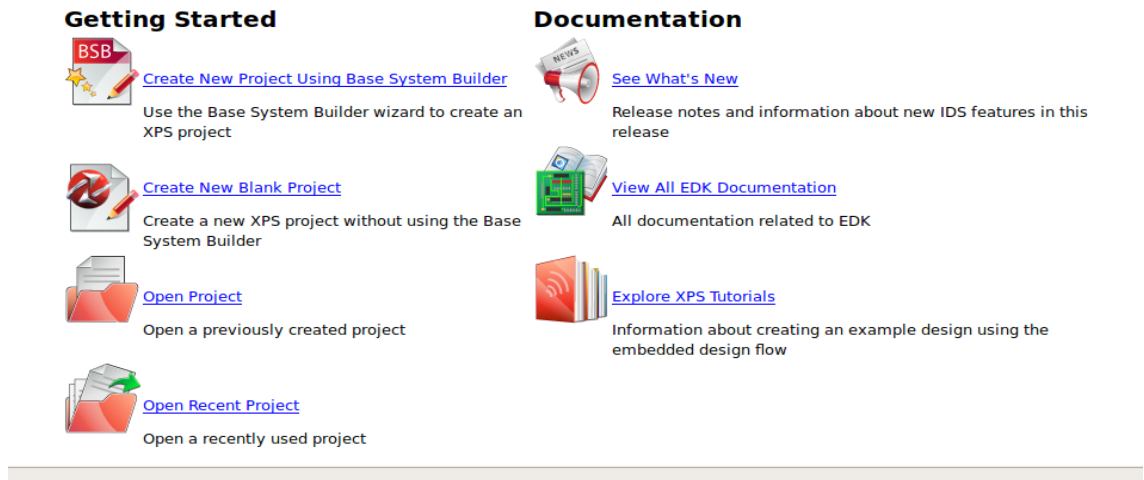 Getting Started
BSB
Create New Project Using Base System Builder
Use the Base System Builder wizard to create an
XPS project
Create New Blank Project
Create a new XPS project without using the Base
System Builder
Open Project
Open a previously created project
Open Recent Project
Open a recently used project
Documentation
NEWS
See What's New
Release notes and information about new IDS features in this
release
View All EDK Documentation
All documentation related to EDK
Explore XPS Tutorials
Information about creating an example design using the
embedded design flow